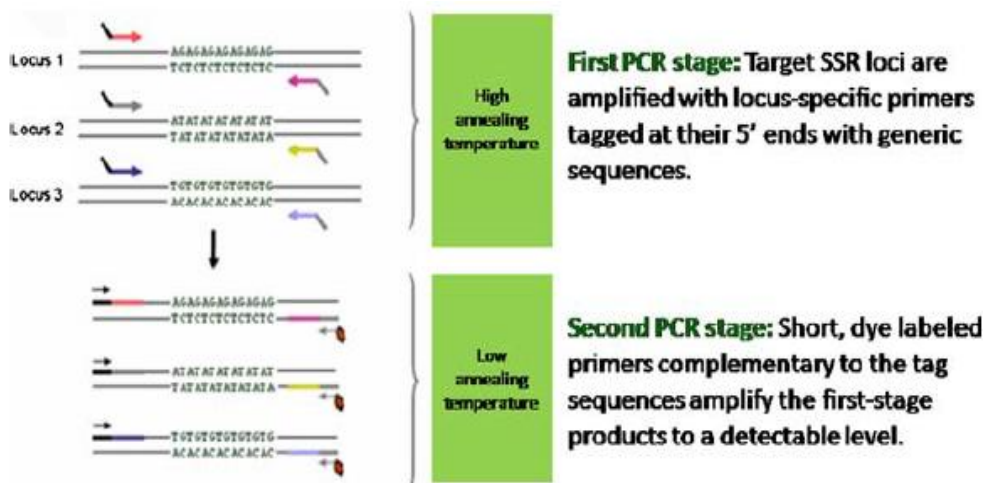 Locus 1
AGAGAGAGAGAGAG
TCTCTCTCTCTCTC
Locus 2
ATATATATATATAT
TATATATATATATA
Locus 3
TGTGTGTGTGTGTG
ACACACACACACAC
High
annealing
temperature
First PCR stage: Target SSR loci are
amplified with locus-specific primers
tagged at their 5’ ends with generic
sequences.
AGAGAGAGAGAGAG
TCTCTCTCTCTCTC
ATATATATATATAT
TATATATATATATA
TGTGTGTGTGTGTG
ACACACACACACAC
Low
annealing
temperature
Second PCR stage: Short, dye labeled
primers complementary to the tag
sequences amplify the first-stage
products to a detectable level.